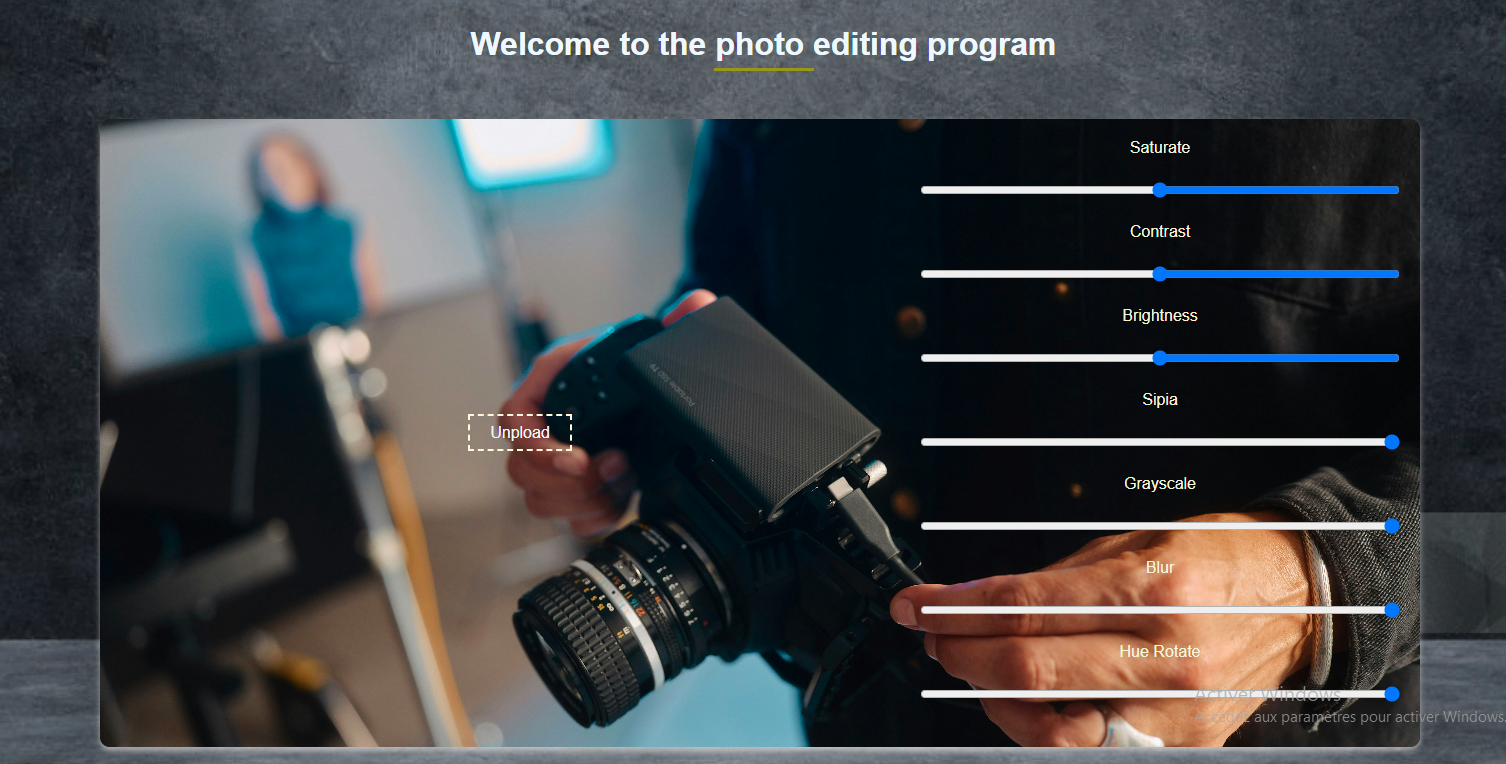 Welcome to the photo editing program
Saturate
Contrast
Brightness
Sipia
Unpload
Grayscale
Blur
Hue Rotate
Activer Windows
aux paramètres pour activer Windows.